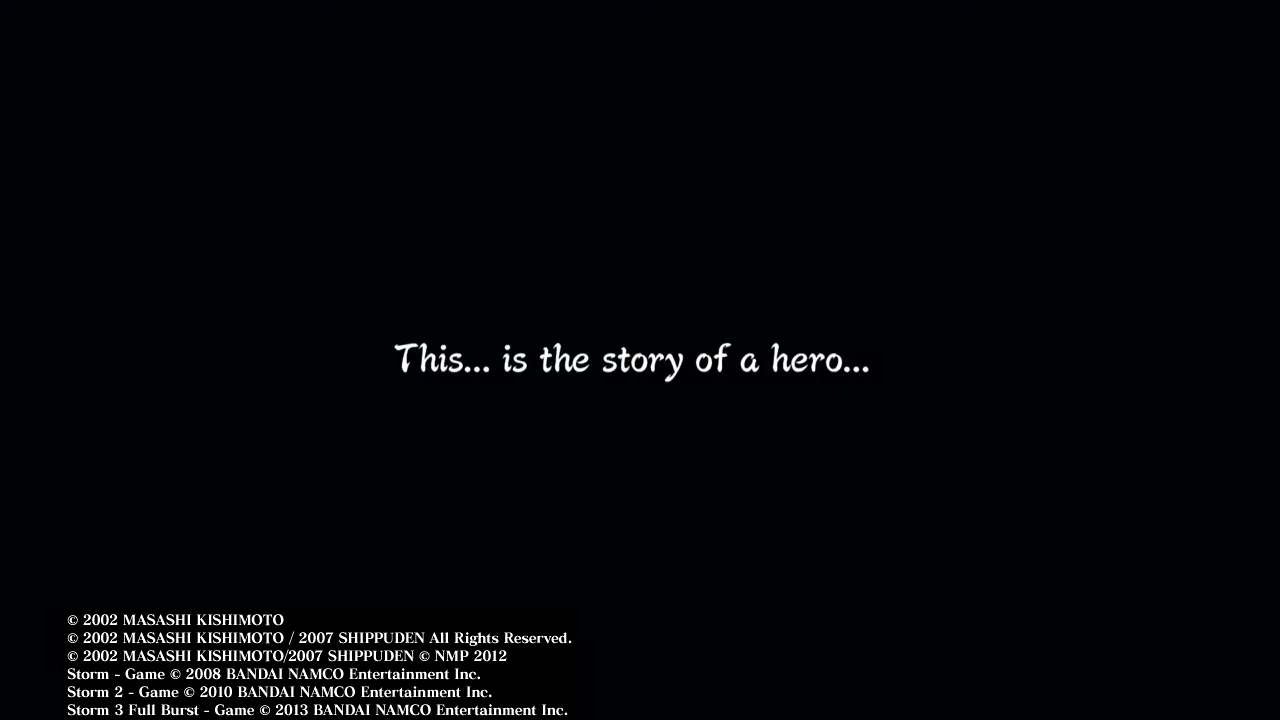 This... is the story of a hero...
© 2002 MASASHI KISHIMOTO
© 2002 MASASHI KISHIMOTO / 2007 SHIPPUDEN All Rights Reserved.
© 2002 MASASHI KISHIMOTO/2007 SHIPPUDEN © NMP 2012
Storm - Game © 2008 BANDAI NAMCO Entertainment Inc.
Storm 2 - Game © 2010 BANDAI NAMCO Entertainment Inc.
Storm 3 Full Burst - Game © 2013 BANDAI NAMCO Entertainment Inc.